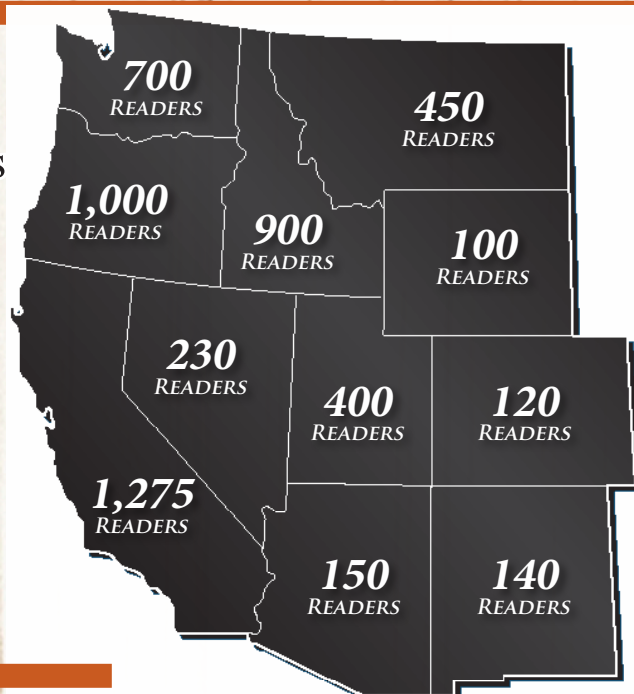 700
READERS
450
READERS
S
1,000
READERS
900
READERS
100
READERS
230
READERS
400
READERS
120
READERS
1,275
READERS
150
READERS
140
READERS